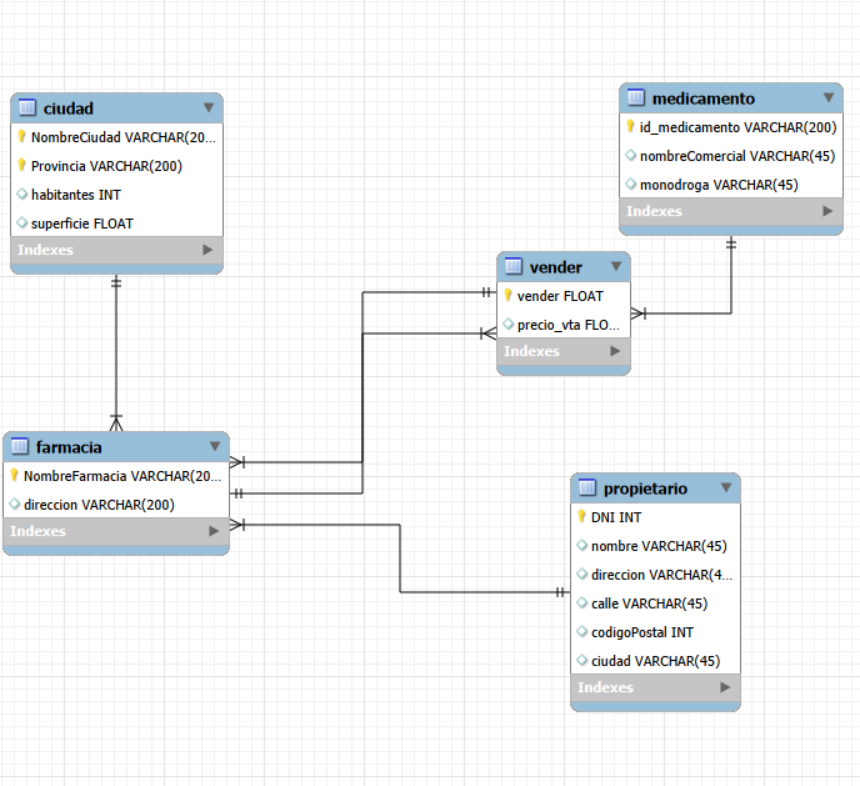 ciudad
NombreCiudad VARCHAR(20...
Provincia VARCHAR(200)
habitantes INT
superficie FLOAT
Indexes
medicamento
id_medicamento VARCHAR(200)
nombreComercial VARCHAR(45)
monodroga VARCHAR(45)
Indexes
vender
vender FLOAT
precio_vta FLO...
Indexes
farmacia
NombreFarmacia VARCHAR(20...
direccion VARCHAR(200)
Indexes
propietario
DNI INT
nombre VARCHAR(45)
direccion VARCHAR(4...
calle VARCHAR(45)
codigoPostal INT
ciudad VARCHAR(45)
Indexes